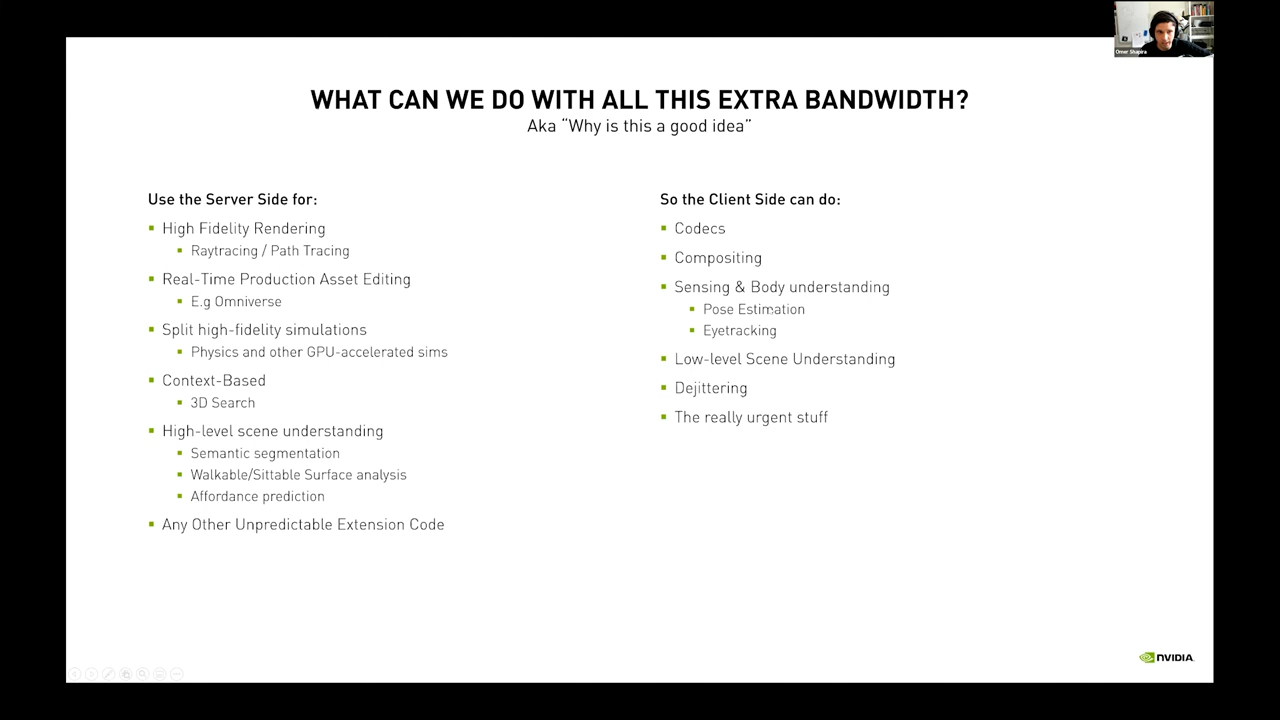 Omer Shapira
WHAT CAN WE DO WITH ALL THIS EXTRA BANDWIDTH?
Aka “Why is this a good idea”
Use the Server Side for:
High Fidelity Rendering
Raytracing / Path Tracing
Real-Time Production Asset Editing
E.g Omniverse
Split high-fidelity simulations
Physics and other GPU-accelerated sims
Context-Based
3D Search
High-level scene understanding
Semantic segmentation
Walkable/Sittable Surface analysis
Affordance prediction
Any Other Unpredictable Extension Code
So the Client Side can do:
Codecs
Compositing
Sensing & Body understanding
Pose Estimation
Eyetracking
Low-level Scene Understanding
Dejittering
The really urgent stuff
NVIDIA